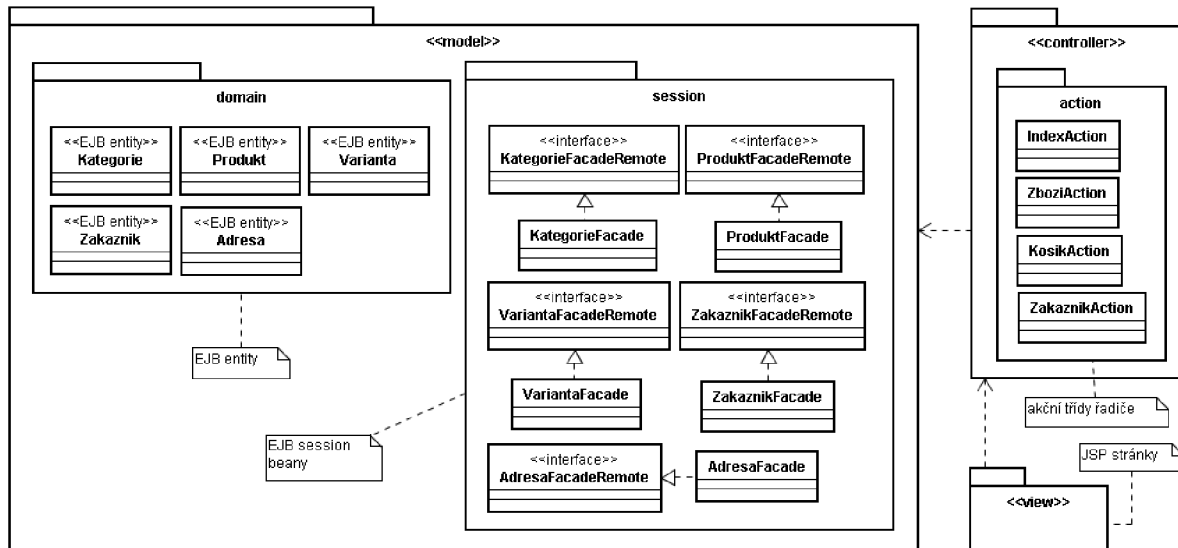 <<model>>
domain
<<EJB entity>>
Kategorie
<<EJB entity>>
Produkt
<<EJB entity>>
Varianta
<<EJB entity>>
Zakaznik
<<EJB entity>>
Adresa
EJB entity
session
<<interface>>
KategorieFacadeRemote
<<interface>>
ProduktFacadeRemote
KategorieFacade
ProduktFacade
<<interface>>
VariantaFacadeRemote
<<interface>>
ZakaznikFacadeRemote
VariantaFacade
ZakaznikFacade
<<interface>>
AdresaFacadeRemote
AdresaFacade
EJB session
beany
<<controller>>
action
IndexAction
ZboziAction
KosikAction
ZakaznikAction
akční třídy řadiče
JSP stránky
<<view>>